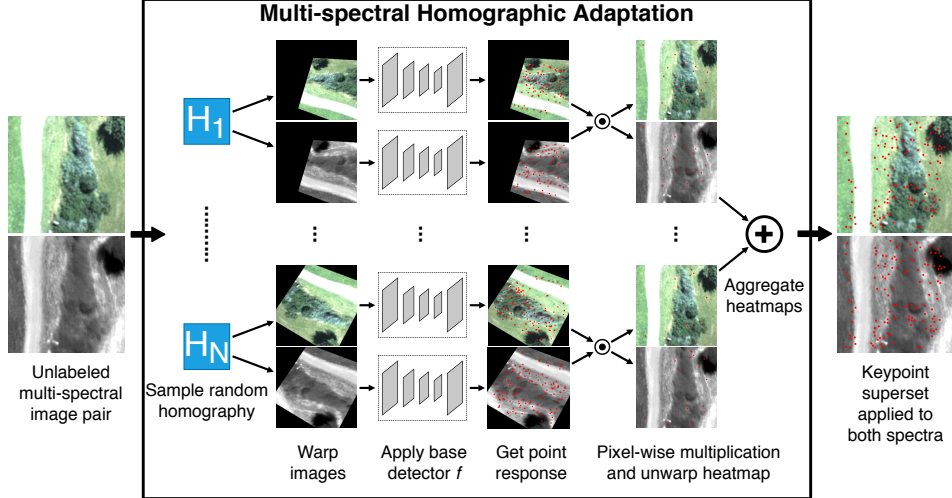 Multi-spectral Homographic Adaptation
H1
HN
Unlabeled
multi-spectral
image pair
Sample random
homography
Warp
images
Apply base
detector f
Get point
response
Pixel-wise multiplication
and unwarp heatmap
Aggregate
heatmaps
Keypoint
superset
applied to
both spectra